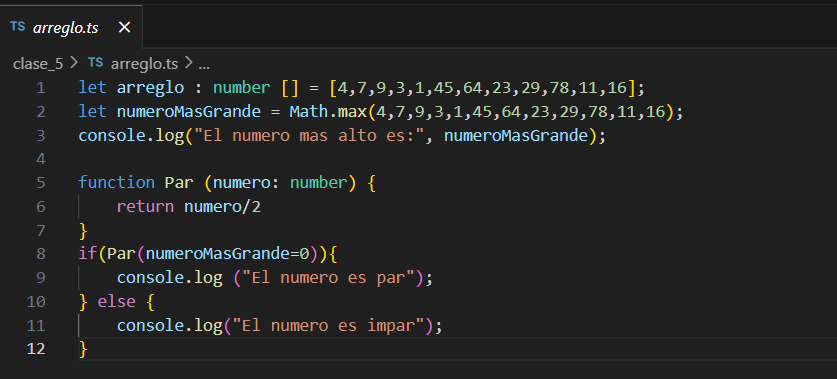 TS arreglo.ts ×
clase_5 > TS arreglo.ts > ...
1 let arreglo : number [] = [4,7,9,3,1,45,64,23,29,78,11,16];
2 let numeroMasGrande = Math.max(4,7,9,3,1,45,64,23,29,78,11,16);
3 console.log("El numero mas alto es:", numeroMasGrande);
4
5 function Par (numero: number) {
6     return numero/2
7 }
8 if(Par(numeroMasGrande=0)){
9     console.log ("El numero es par");
10 } else {
11     console.log("El numero es impar");
12 }